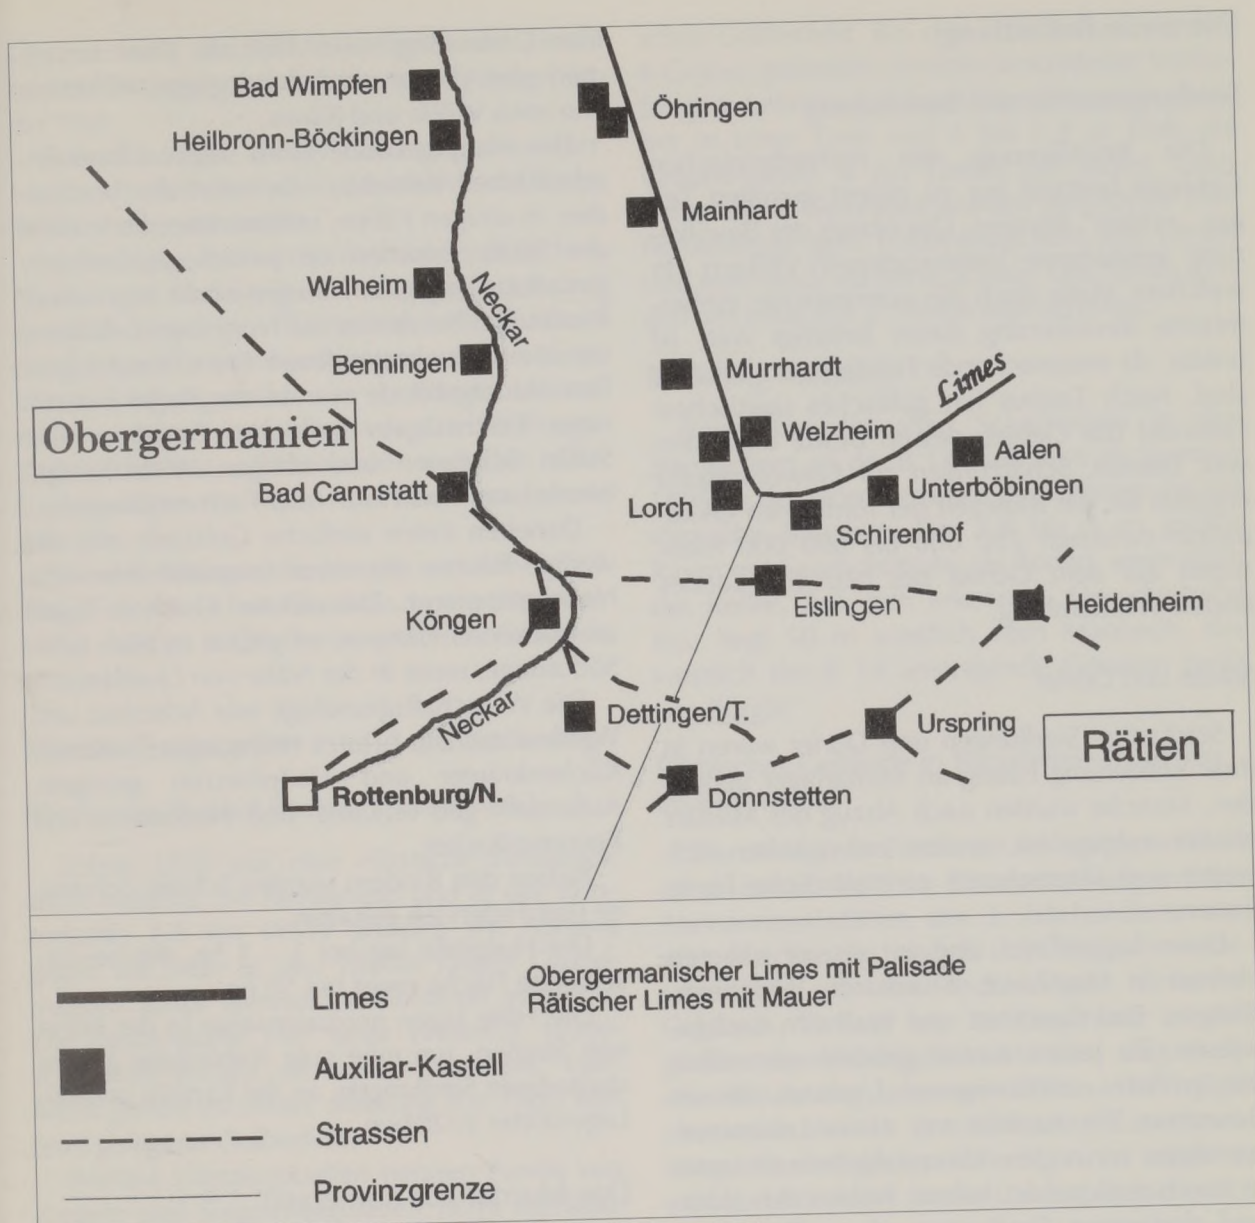 Bad Wimpfen
Öhringen
Heilbronn-Böckingen
Mainhardt
Walheim
Neckar
Benningen
Murrhardt
Limes
Obergermanien
Welzheim
Aalen
Bad Cannstatt
Lorch
Unterböbingen
Schirenhof
Eislingen
Heidenheim
Köngen
Neckar
Dettingen/T.
Urspring
Rätien
Rottenburg/N.
Donnstetten
Limes
Obergermanischer Limes mit Palisade
Rätischer Limes mit Mauer
Auxiliar-Kastell
Strassen
Provinzgrenze